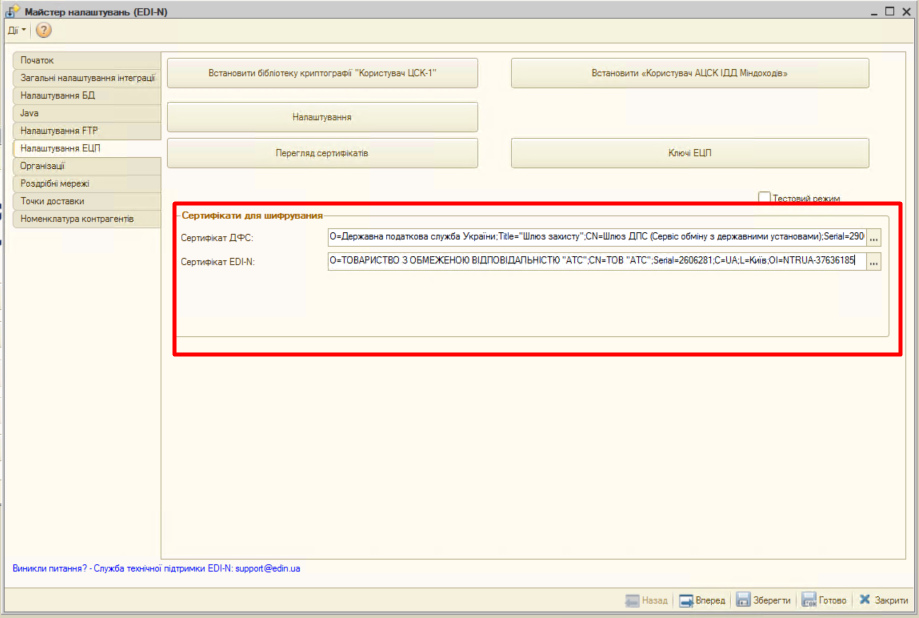 Майстер налаштувань (EDI-N)
Дії
Початок
Загальні налаштування інтеграції
Налаштування БД
Java
Налаштування FTP
Налаштування ЕЦП
Організації
Роздрібні мережі
Точки доставки
Номенклатура контрагентів
Встановити бібліотеку криптографії "Користувач ЦСК-1"
Встановити «Користувач АЦСК ІДД Міндоходів»
Налаштування
Перегляд сертифікатів
Ключі ЕЦП
Тестовий режим
Сертифікати для шифрування
Сертифікат ДФС: О=Державна податкова служба України;Title="Шлюз захисту";CN=Шлюз ДПС (Сервіс обміну з державними установами);Serial=290 ...
Сертифікат EDI-N: О=ТОВАРИСТВО З ОБМЕЖЕНОЮ ВІДПОВІДАЛЬНІСТЮ "АТС";CN=ТОВ "АТС";Serial=2606281;C=UA;L=Київ;OI=NTRUA-37636185 ...
Виникли питання? - Служба технічної підтримки EDI-N: support@edin.ua
Назад Вперед Зберегти Готово Закрити